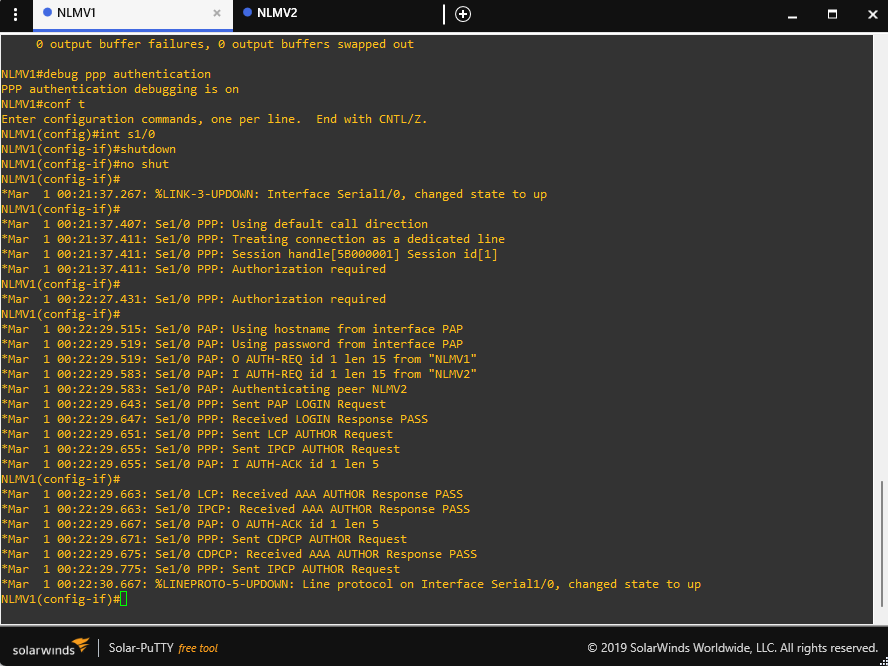 NLMV1
NLMV2
0 output buffer failures, 0 output buffers swapped out
NLMV1#debug ppp authentication
PPP authentication debugging is on
NLMV1#conf t
Enter configuration commands, one per line.  End with CNTL/Z.
NLMV1(config)#int s1/0
NLMV1(config-if)#shutdown
NLMV1(config-if)#no shut
NLMV1(config-if)#
*Mar  1 00:21:37.267: %LINK-3-UPDOWN: Interface Serial1/0, changed state to up
NLMV1(config-if)#
*Mar  1 00:21:37.407: Se1/0 PPP: Using default call direction
*Mar  1 00:21:37.411: Se1/0 PPP: Treating connection as a dedicated line
*Mar  1 00:21:37.411: Se1/0 PPP: Session handle[5B000001] Session id[1]
*Mar  1 00:21:37.411: Se1/0 PPP: Authorization required
NLMV1(config-if)#
*Mar  1 00:22:27.431: Se1/0 PPP: Authorization required
NLMV1(config-if)#
*Mar  1 00:22:29.515: Se1/0 PAP: Using hostname from interface PAP
*Mar  1 00:22:29.519: Se1/0 PAP: Using password from interface PAP
*Mar  1 00:22:29.519: Se1/0 PAP: O AUTH-REQ id 1 len 15 from "NLMV1"
*Mar  1 00:22:29.583: Se1/0 PAP: I AUTH-REQ id 1 len 15 from "NLMV2"
*Mar  1 00:22:29.583: Se1/0 PAP: Authenticating peer NLMV2
*Mar  1 00:22:29.643: Se1/0 PPP: Sent PAP LOGIN Request
*Mar  1 00:22:29.647: Se1/0 PPP: Received LOGIN Response PASS
*Mar  1 00:22:29.651: Se1/0 PPP: Sent LCP AUTHOR Request
*Mar  1 00:22:29.655: Se1/0 PPP: Sent IPCP AUTHOR Request
*Mar  1 00:22:29.655: Se1/0 PAP: I AUTH-ACK id 1 len 5
NLMV1(config-if)#
*Mar  1 00:22:29.663: Se1/0 LCP: Received AAA AUTHOR Response PASS
*Mar  1 00:22:29.663: Se1/0 IPCP: Received AAA AUTHOR Response PASS
*Mar  1 00:22:29.667: Se1/0 PAP: O AUTH-ACK id 1 len 5
*Mar  1 00:22:29.671: Se1/0 PPP: Sent CDPCP AUTHOR Request
*Mar  1 00:22:29.675: Se1/0 CDPCP: Received AAA AUTHOR Response PASS
*Mar  1 00:22:29.775: Se1/0 PPP: Sent IPCP AUTHOR Request
*Mar  1 00:22:30.667: %LINEPROTO-5-UPDOWN: Line protocol on Interface Serial1/0, changed state to up
NLMV1(config-if)#
solarwinds
Solar-PuTTY free tool
© 2019 SolarWinds Worldwide, LLC. All rights reserved.